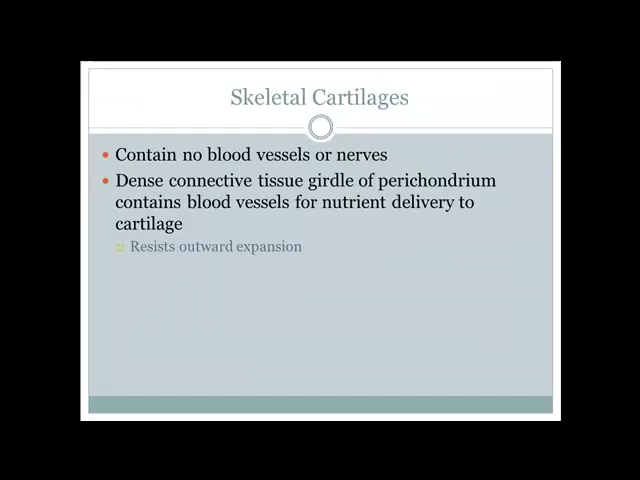 Skeletal Cartilages
Contain no blood vessels or nerves
Dense connective tissue girdle of perichondrium
contains blood vessels for nutrient delivery to
cartilage
Resists outward expansion